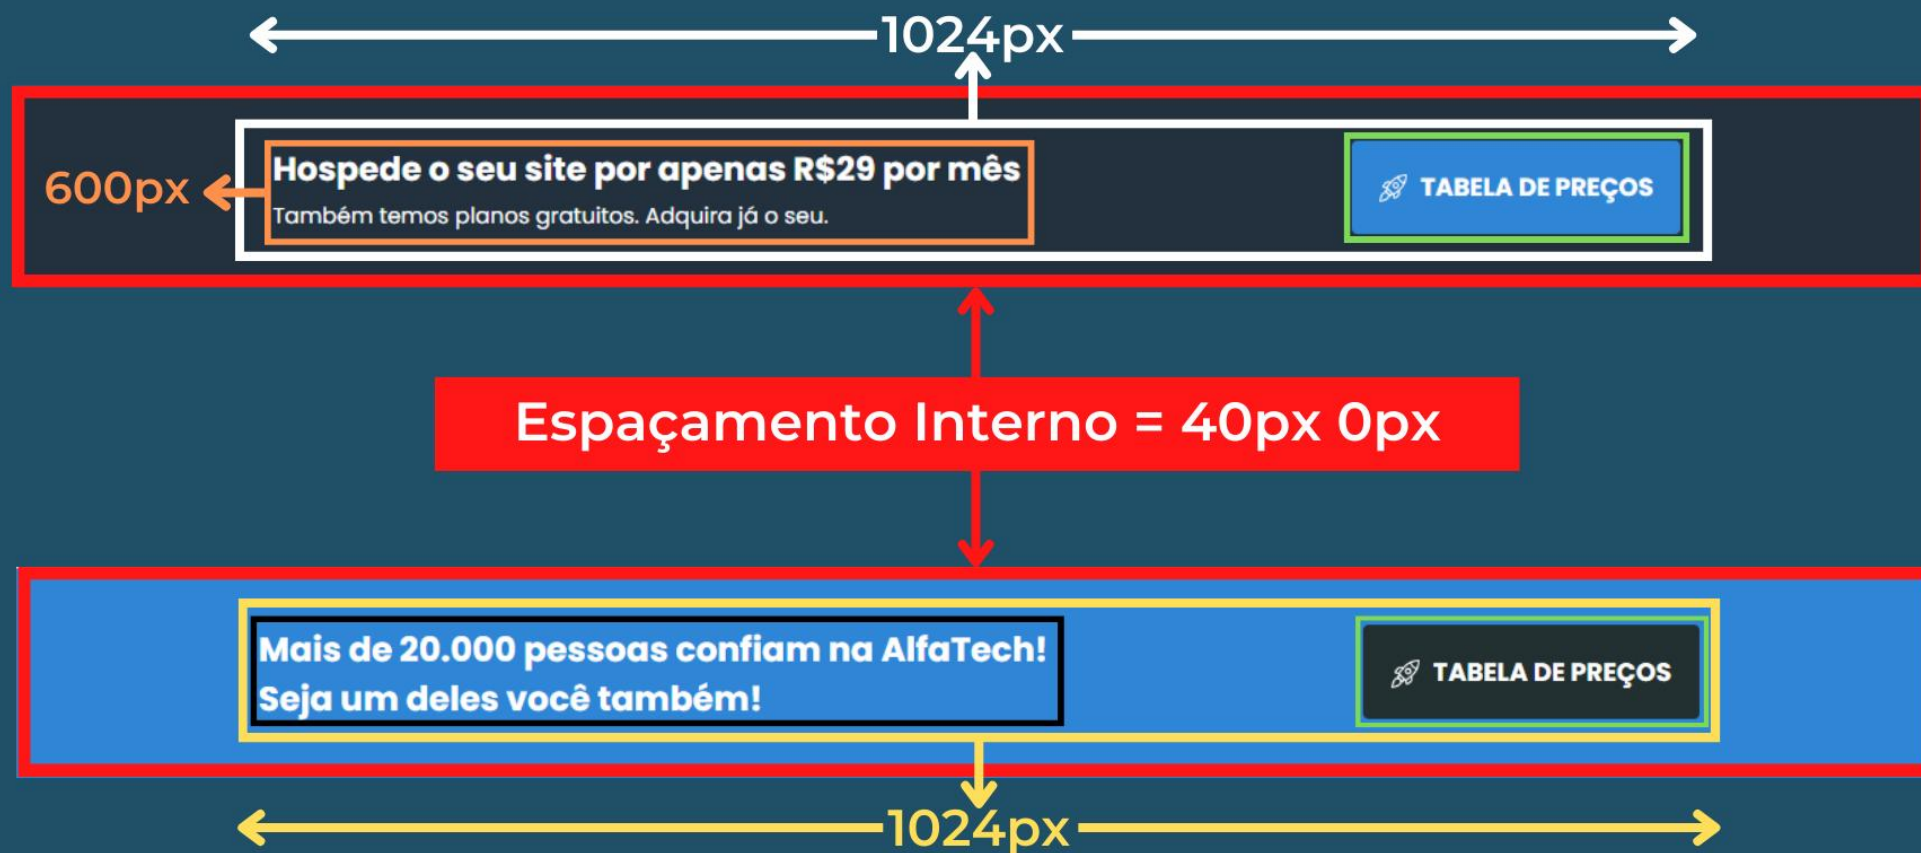 1024px
600px
Hospede o seu site por apenas R$29 por mês
Também temos planos gratuitos. Adquira já o seu.
TABELA DE PREÇOS
Espaçamento Interno = 40px 0px
Mais de 20.000 pessoas confiam na AlfaTech!
Seja um deles você também!
TABELA DE PREÇOS
1024px